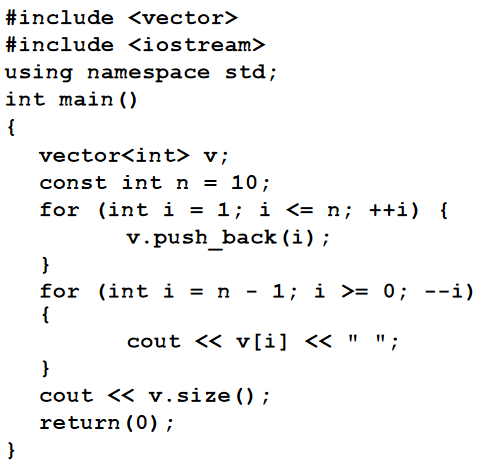 #include <vector>
#include <iostream>
using namespace std;
int main()
{
vector<int> v;
const int n = 10;
for (int i = 1; i <= n; ++i) {
v.push_back(i);
}
for (int i = n - 1; i >= 0; --i)
{
cout << v[i] << " ";
}
cout << v.size();
return(0);
}